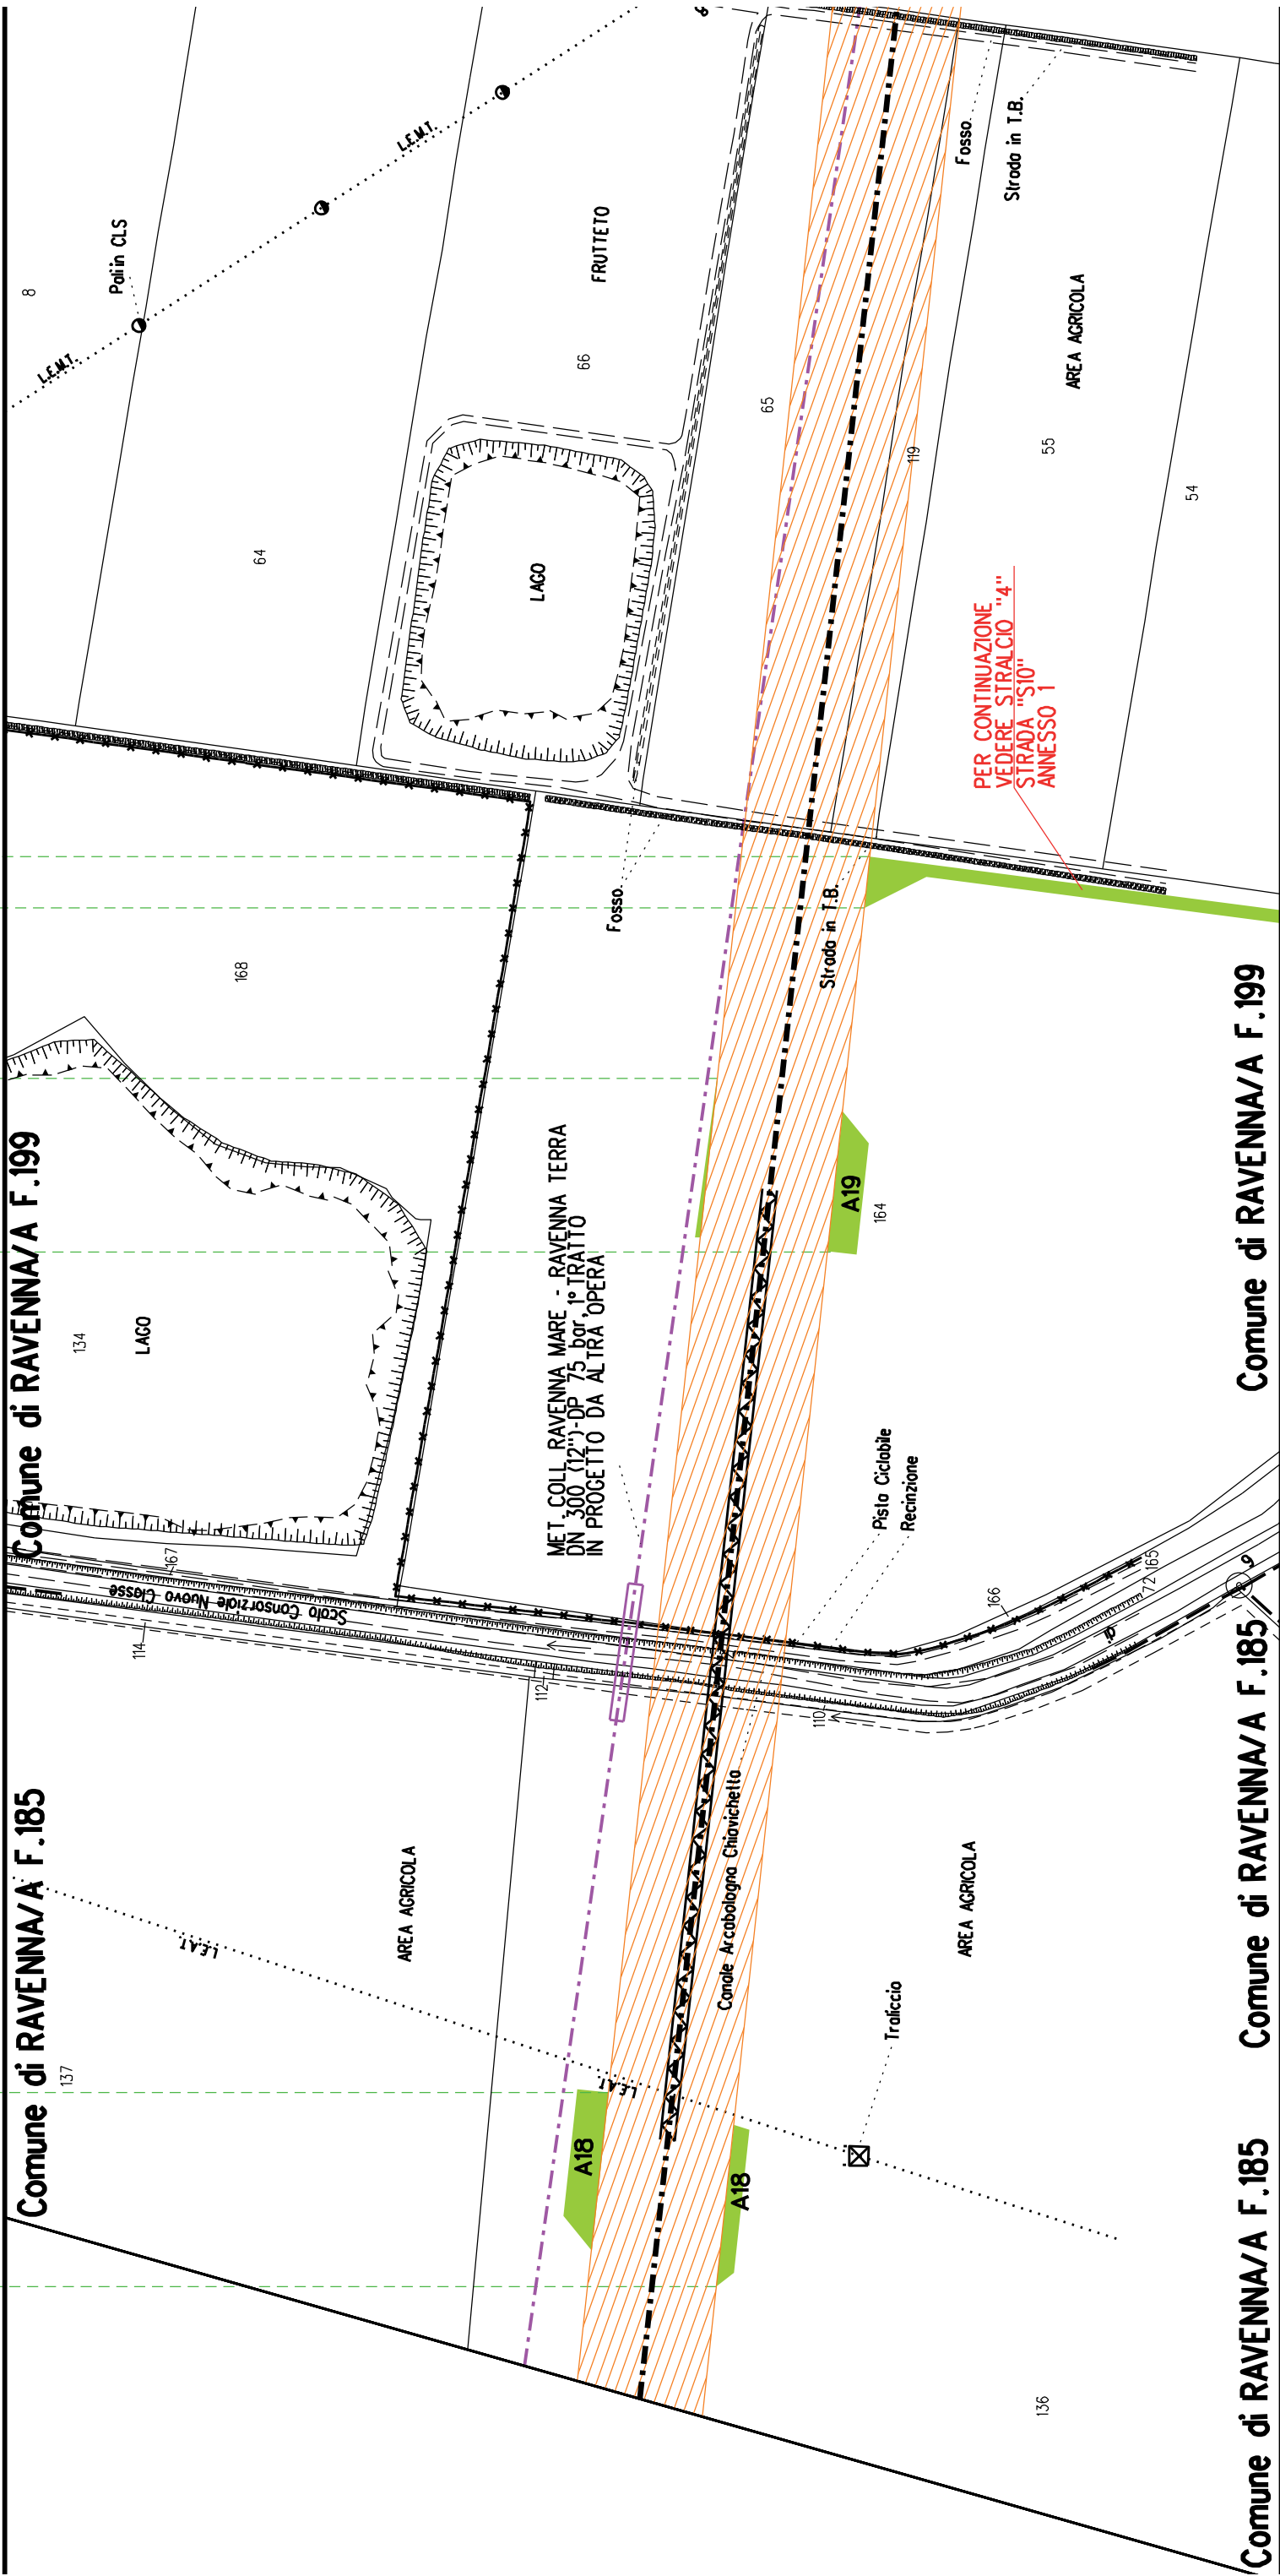 Comune di RAVENNA/A F.185
137
L.E.A.T.
AREA AGRICOLA
114
167
Scolo Consorziale Nuovo Classe
112
Comune di RAVENNA/A F.199
134
LAGO
168
64
8
Pali in CLS
L.E.M.T.
L.E.M.T.
LAGO
66
FRUTTETO
65
Fosso
MET. COLL. RAVENNA MARE - RAVENNA TERRA
DN 300 (12")-DP 75 bar, 1° TRATTO
IN PROGETTO DA ALTRA OPERA
A18
L.E.A.T.
A18
Canale Arcabologna Chiavichetta
110
Traliccio
AREA AGRICOLA
136
Pista Ciclabile
Recinzione
166
A19
164
Strada in T.B.
119
Fosso
Strada in T.B.
AREA AGRICOLA
55
54
PER CONTINUAZIONE
VEDERE STRALCIO "4"
STRADA "S10"
ANNESSO 1
di
72
165
9
Comune di RAVENNA/A F.185
Comune di RAVENNA/A F.185
Comune di RAVENNA/A F.199